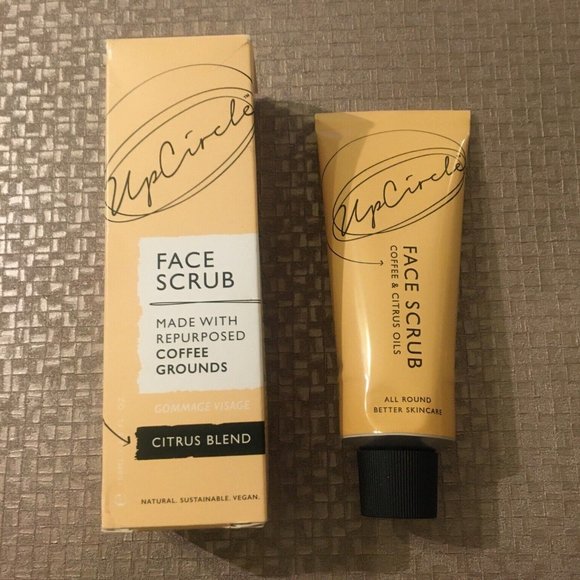 UpCircle™
FACE
SCRUB
MADE WITH
REPURPOSED
COFFEE
GROUNDS
GOMMAGE VISAGE
CITRUS BLEND
NATURAL. SUSTAINABLE. VEGAN.
UpCircle
FACE SCRUB
COFFEE & CITRUS OILS
ALL ROUND
BETTER SKINCARE